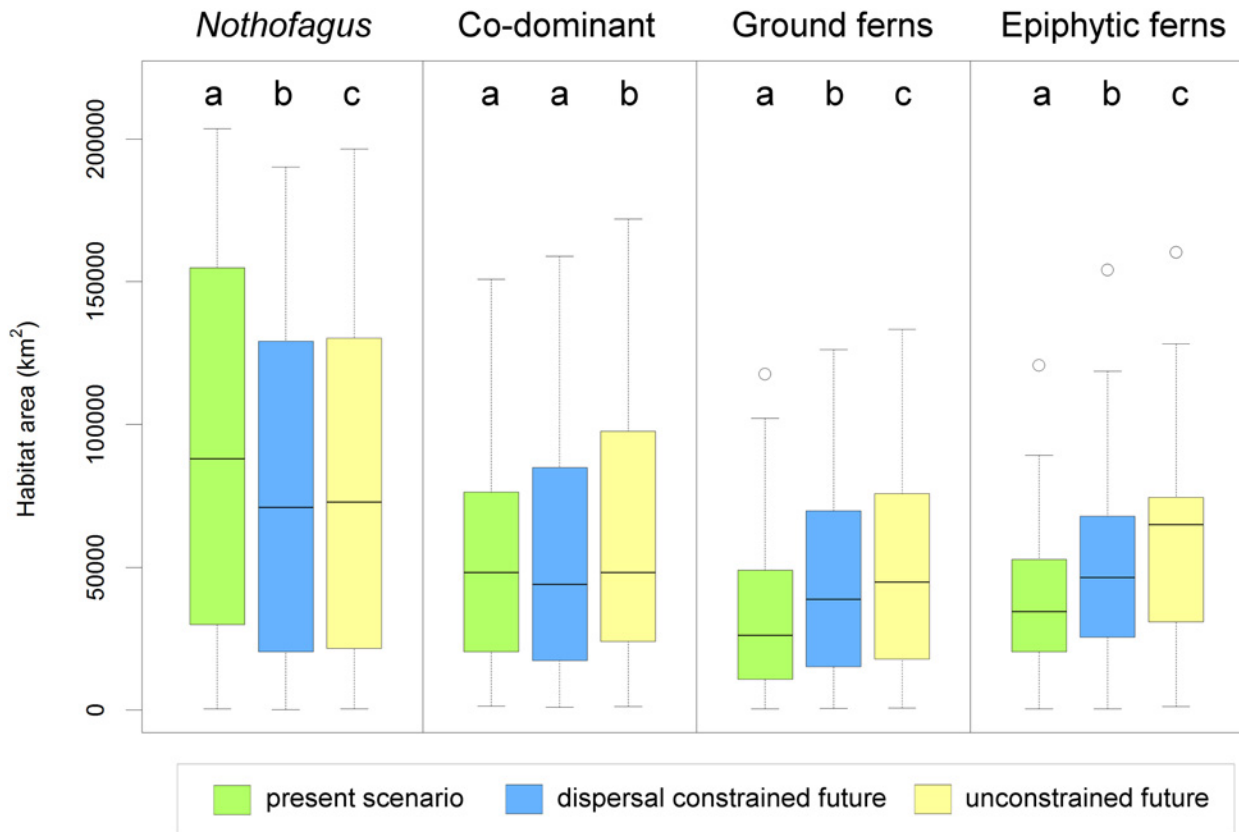 Nothofagus Co-dominant Ground ferns Epiphytic ferns
a b c a a b a b c a b c
200000
150000
100000
50000
0
Habitat area (km²)
present scenario dispersal constrained future unconstrained future